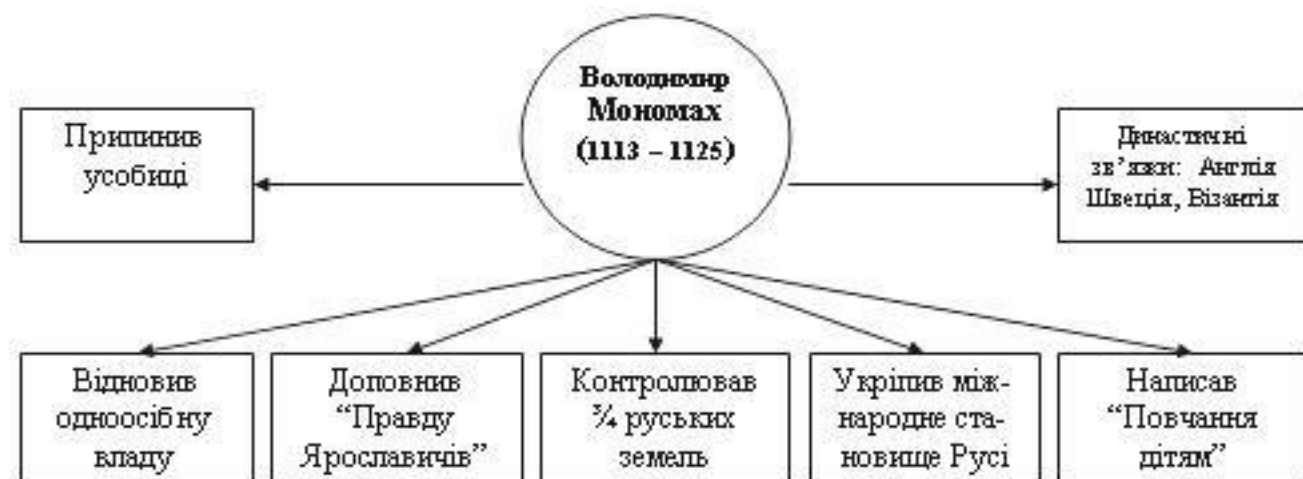 Володимир
Мономах
(1113 – 1125)
Припинив
усобиці
Династичні
зв’язки: Англія
Швеція, Візантія
Відновив
одноосібну
владу
Доповнив
“Правду
Ярославичів”
Контролював
¾ руських
земель
Укріпив між-
народне ста-
новище Русі
Написав
“Повчання
дітям”